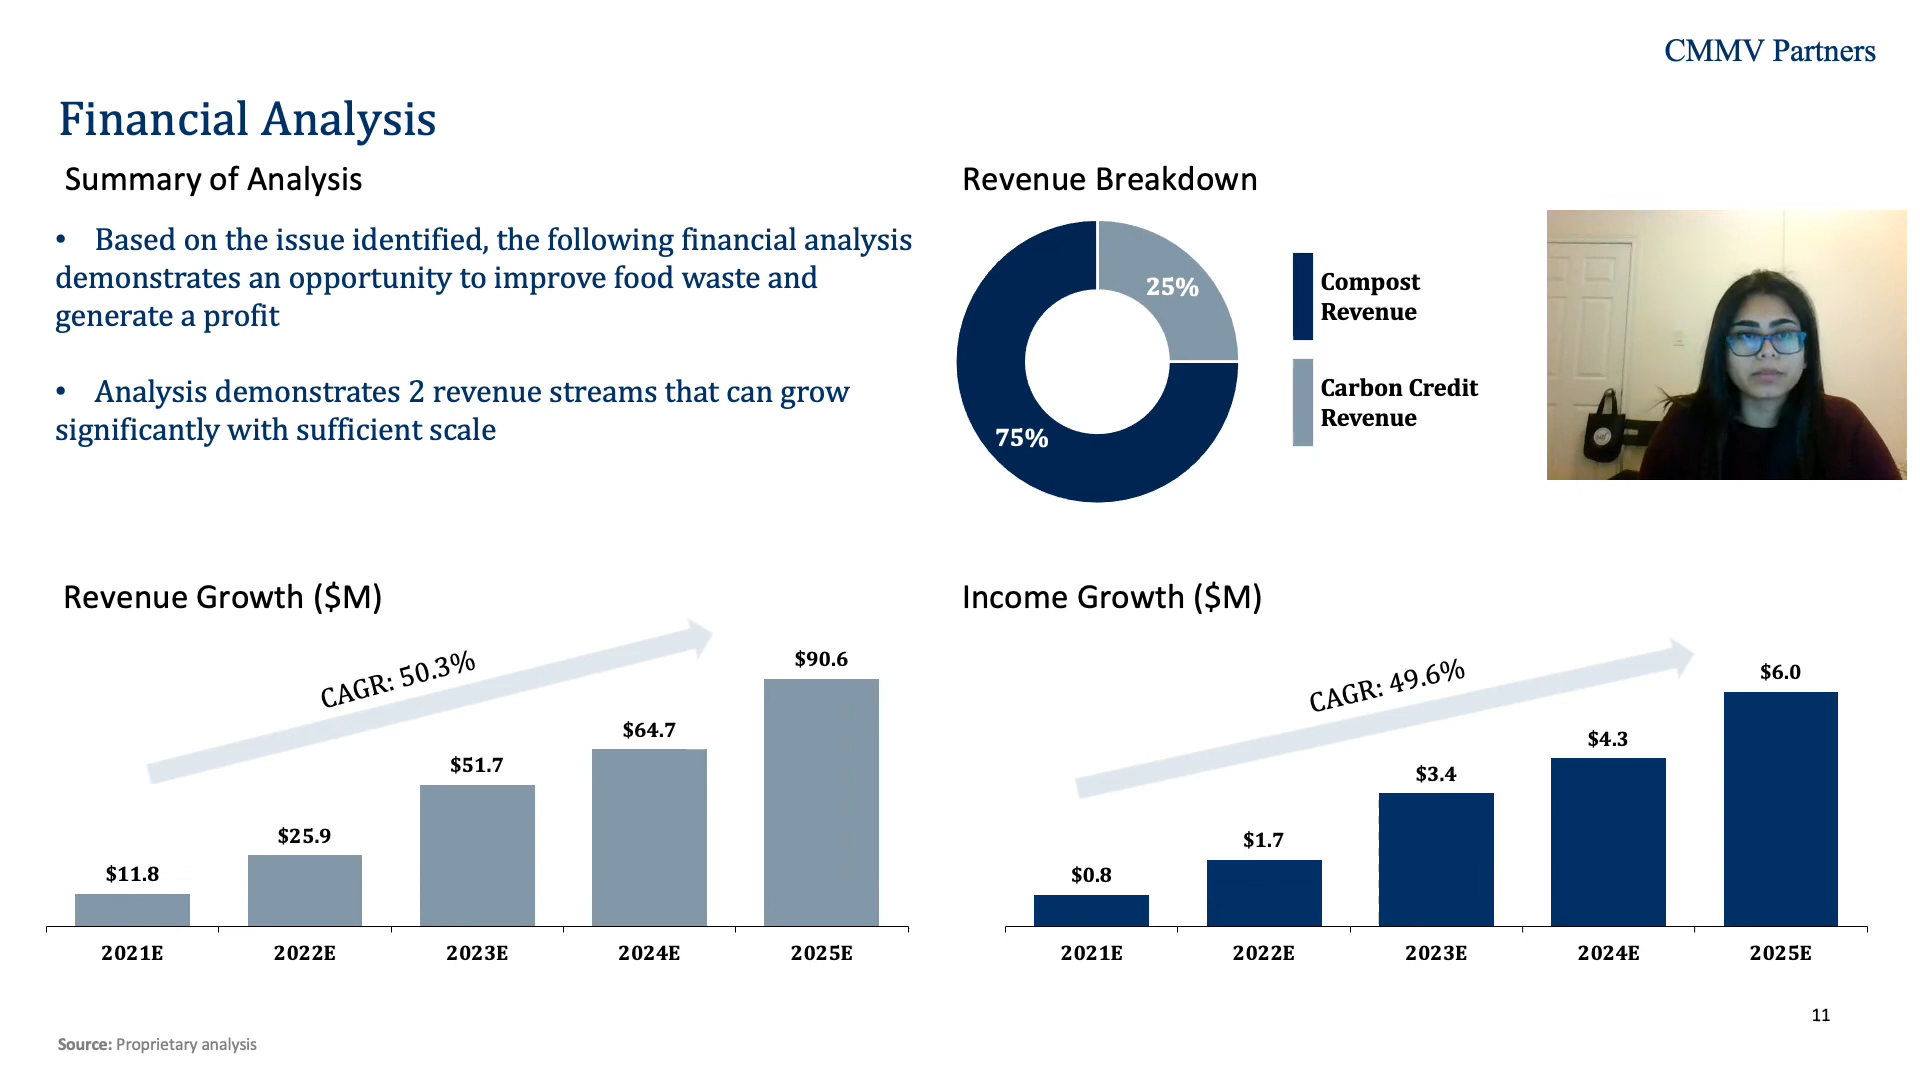 CMMV Partners
Financial Analysis
Summary of Analysis
• Based on the issue identified, the following financial analysis
demonstrates an opportunity to improve food waste and
generate a profit
• Analysis demonstrates 2 revenue streams that can grow
significantly with sufficient scale
Revenue Breakdown
25%
75%
Compost
Revenue
Carbon Credit
Revenue
Revenue Growth ($M)
CAGR: 50.3%
$11.8
$25.9
$51.7
$64.7
$90.6
2021E
2022E
2023E
2024E
2025E
Income Growth ($M)
CAGR: 49.6%
$0.8
$1.7
$3.4
$4.3
$6.0
2021E
2022E
2023E
2024E
2025E
11
Source: Proprietary analysis